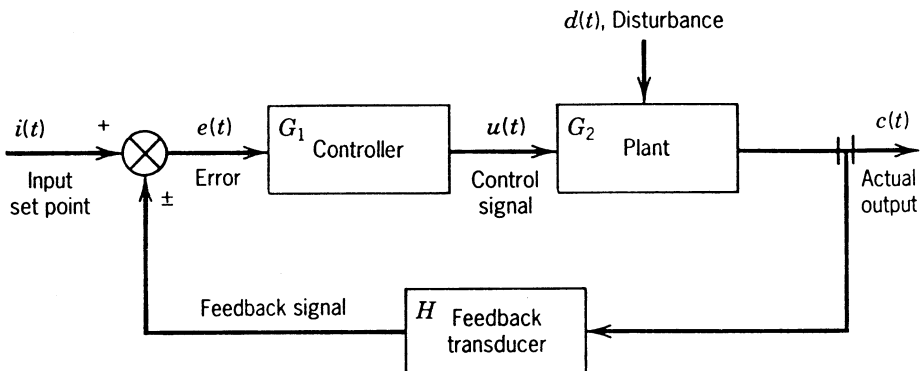 d(t), Disturbance
i(t)
+
e(t)
G1
Controller
u(t)
G2
Plant
c(t)
Input
set point
±
Error
Control
signal
Actual
output
Feedback signal
H
Feedback
transducer